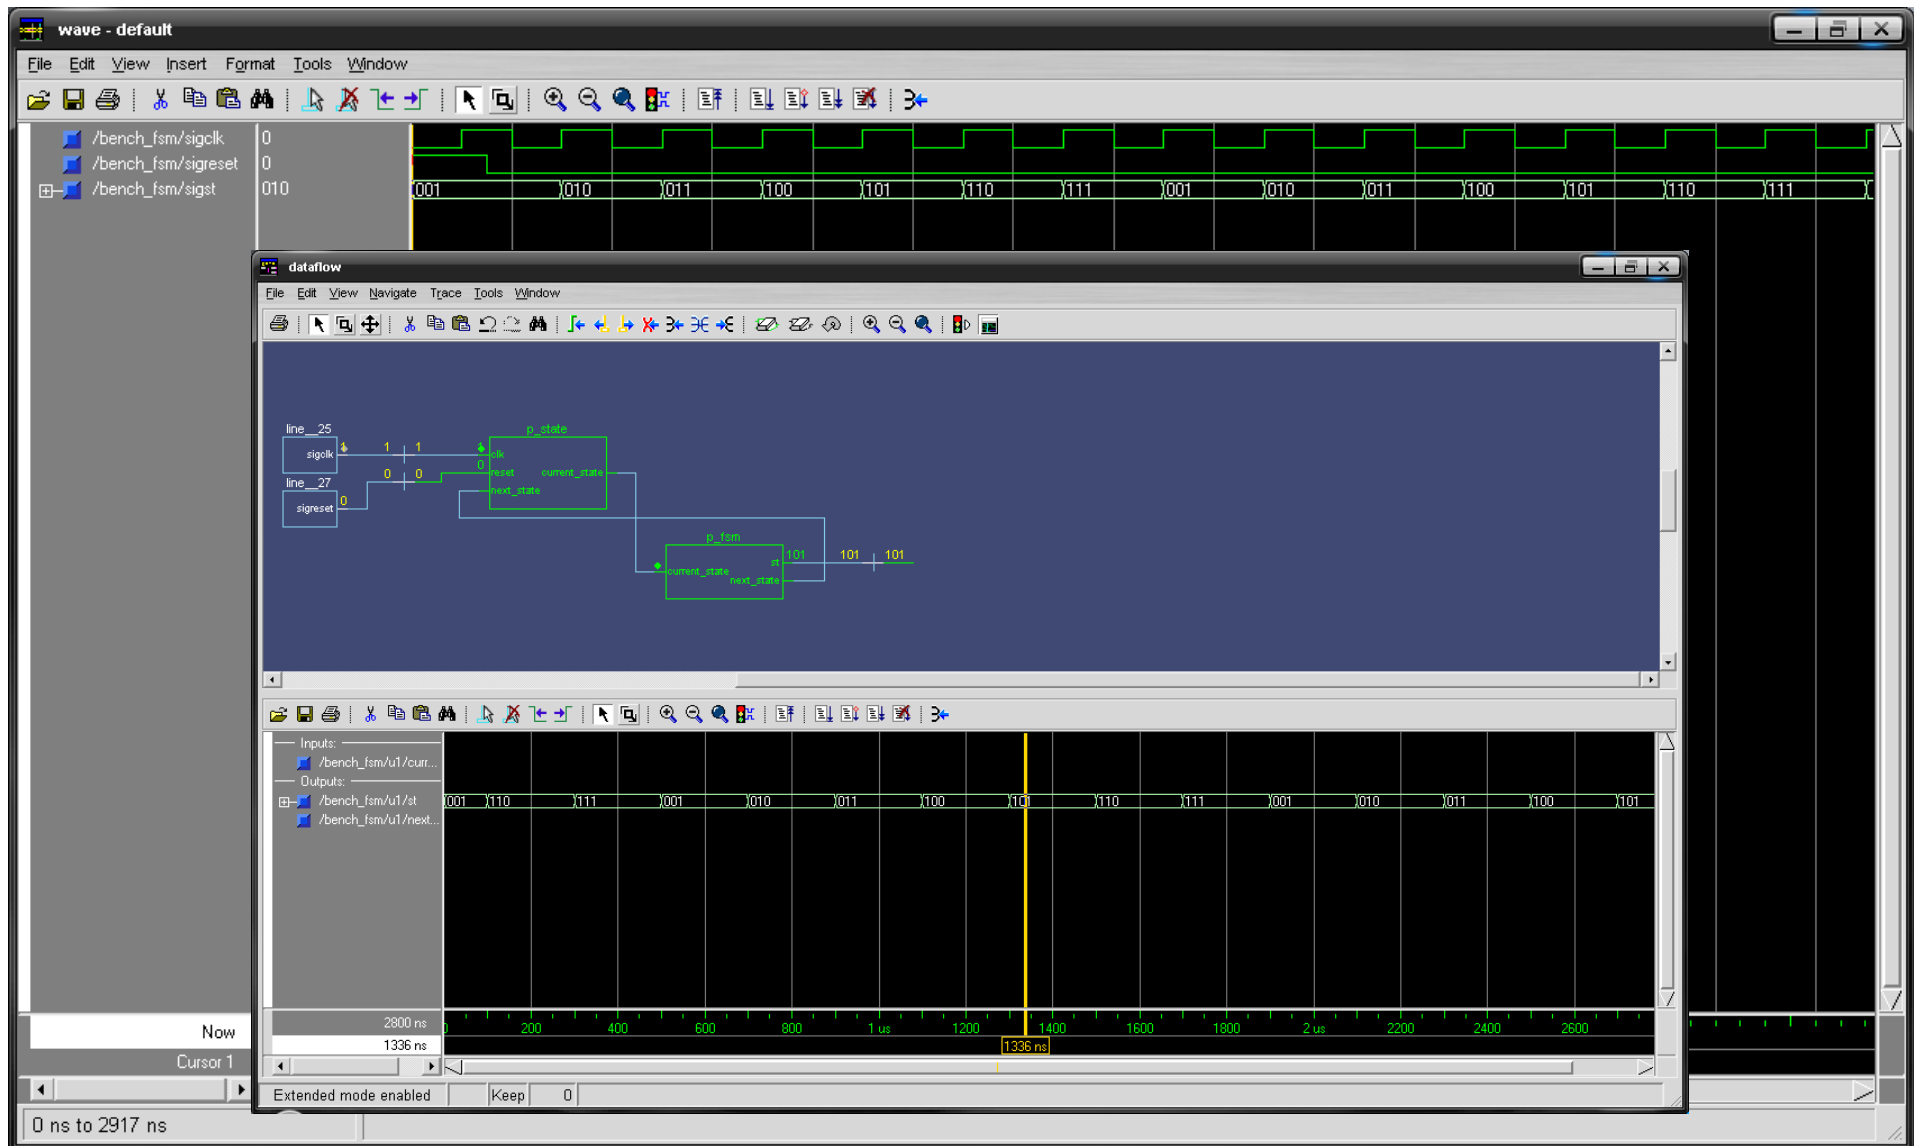 wave - default
File Edit View Insert Format Tools Window
/bench_fsm/sigclk 0
/bench_fsm/sigreset 0
/bench_fsm/sigst 010 001 010 011 100 101 110 111 001 010 011 100 101 110 111
dataflow
File Edit View Navigate Trace Tools Window
line__25 p_state
sigclk 1 1 1 1 clk
0 reset current_state
line__27 0 0 next_state
sigreset 0
p_fsm
101 101 101
st
current_state
next_state
Inputs:
/bench_fsm/u1/curr...
Outputs:
/bench_fsm/u1/st 001 110 111 001 010 011 100 101 110 111 001 010 011 100 101
/bench_fsm/u1/next...
2800 ns 0 200 400 600 800 1 us 1200 1400 1600 1800 2 us 2200 2400 2600
1336 ns 1336 ns
Now
Cursor 1
Extended mode enabled Keep 0
0 ns to 2917 ns